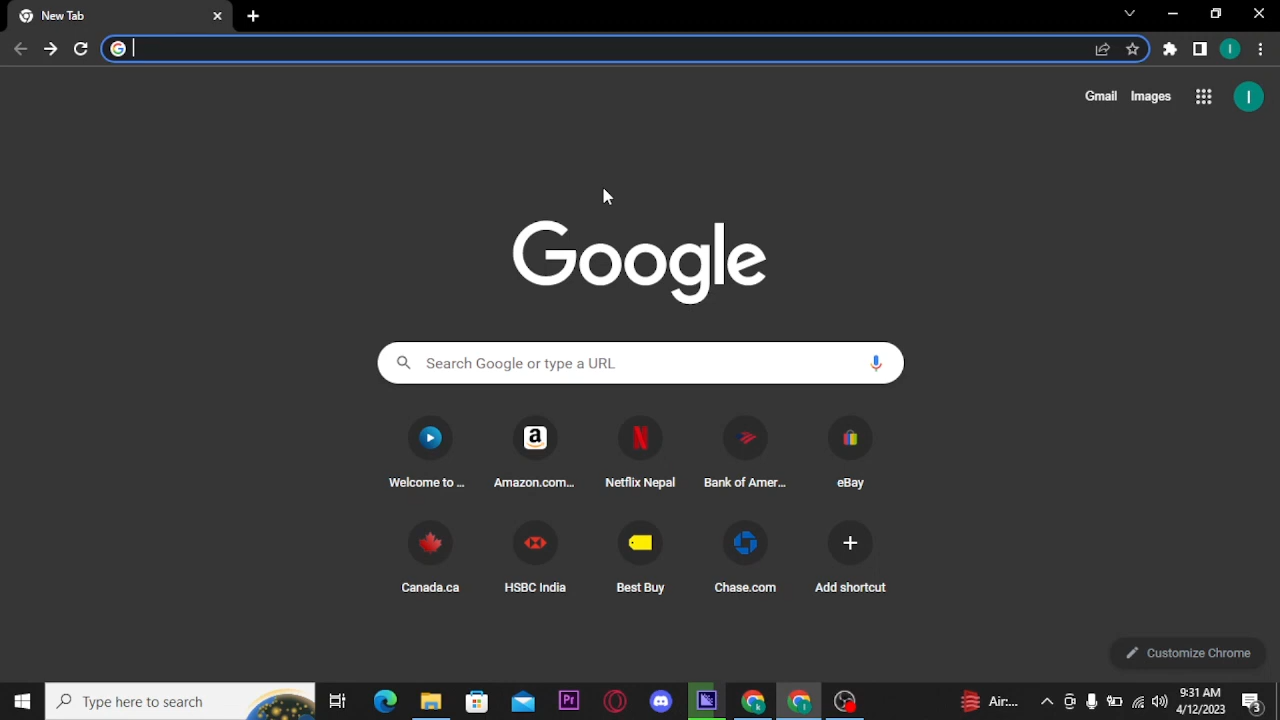 New Tab
Gmail Images
I
I
Google
Search Google or type a URL
Welcome to ... Amazon.com... Netflix Nepal Bank of Amer... eBay
Canada.ca HSBC India Best Buy Chase.com Add shortcut
Customize Chrome
Type here to search
Pr
Air:...
9:31 AM
4/12/2023
3